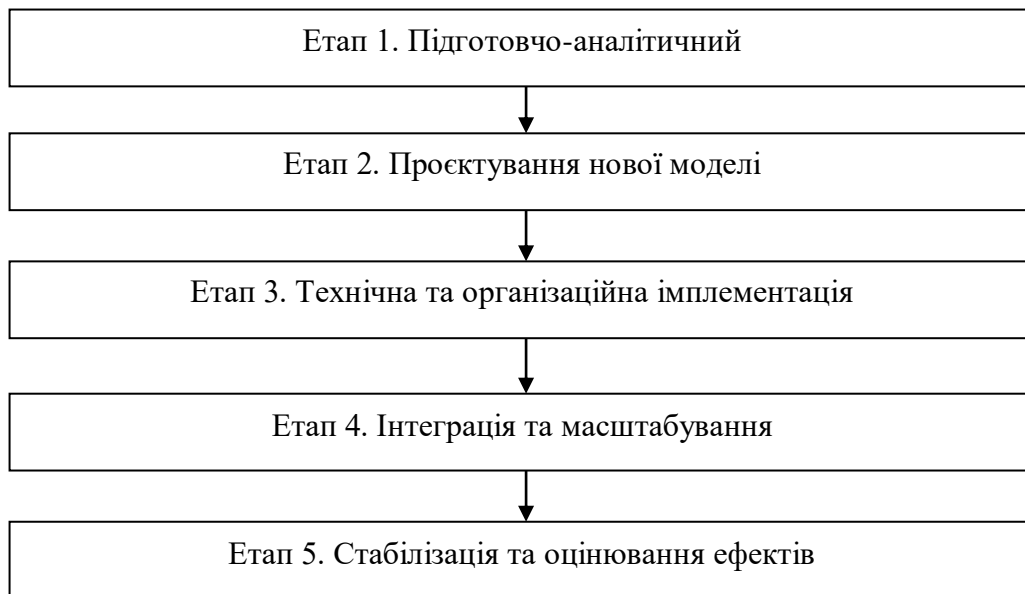 Етап 1. Підготовчо-аналітичний
Етап 2. Проєктування нової моделі
Етап 3. Технічна та організаційна імплементація
Етап 4. Інтеграція та масштабування
Етап 5. Стабілізація та оцінювання ефектів